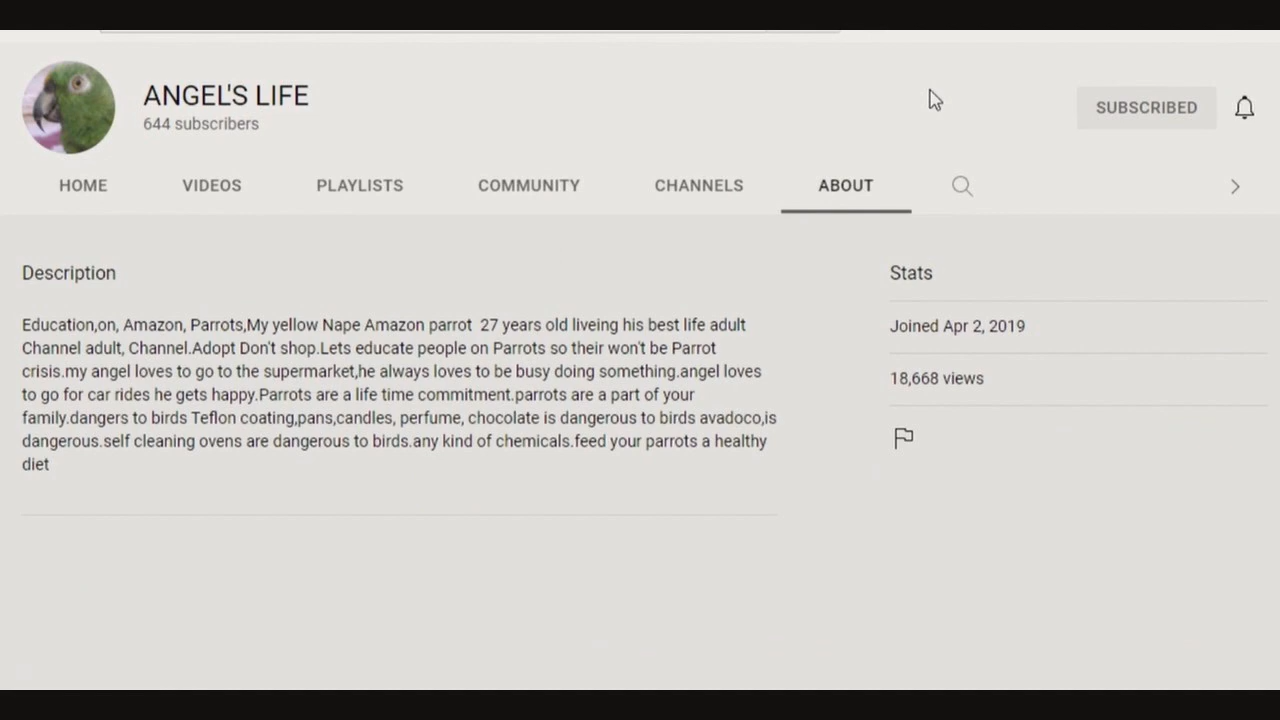 ANGEL'S LIFE
644 subscribers
SUBSCRIBED
HOME VIDEOS PLAYLISTS COMMUNITY CHANNELS ABOUT
Description
Education,on, Amazon, Parrots,My yellow Nape Amazon parrot  27 years old liveing his best life adult
Channel adult, Channel.Adopt Don't shop.Lets educate people on Parrots so their won't be Parrot
crisis.my angel loves to go to the supermarket,he always loves to be busy doing something.angel loves
to go for car rides he gets happy.Parrots are a life time commitment.parrots are a part of your
family.dangers to birds Teflon coating,pans,candles, perfume, chocolate is dangerous to birds avadoco,is
dangerous.self cleaning ovens are dangerous to birds.any kind of chemicals.feed your parrots a healthy
diet
Stats
Joined Apr 2, 2019
18,668 views